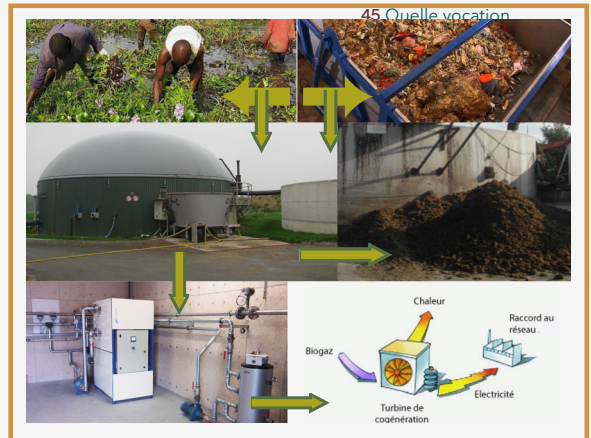 45 Quelle vocation
Chaleur
Raccord au
réseau .
Biogaz
Electricité
Turbine de
cogénération